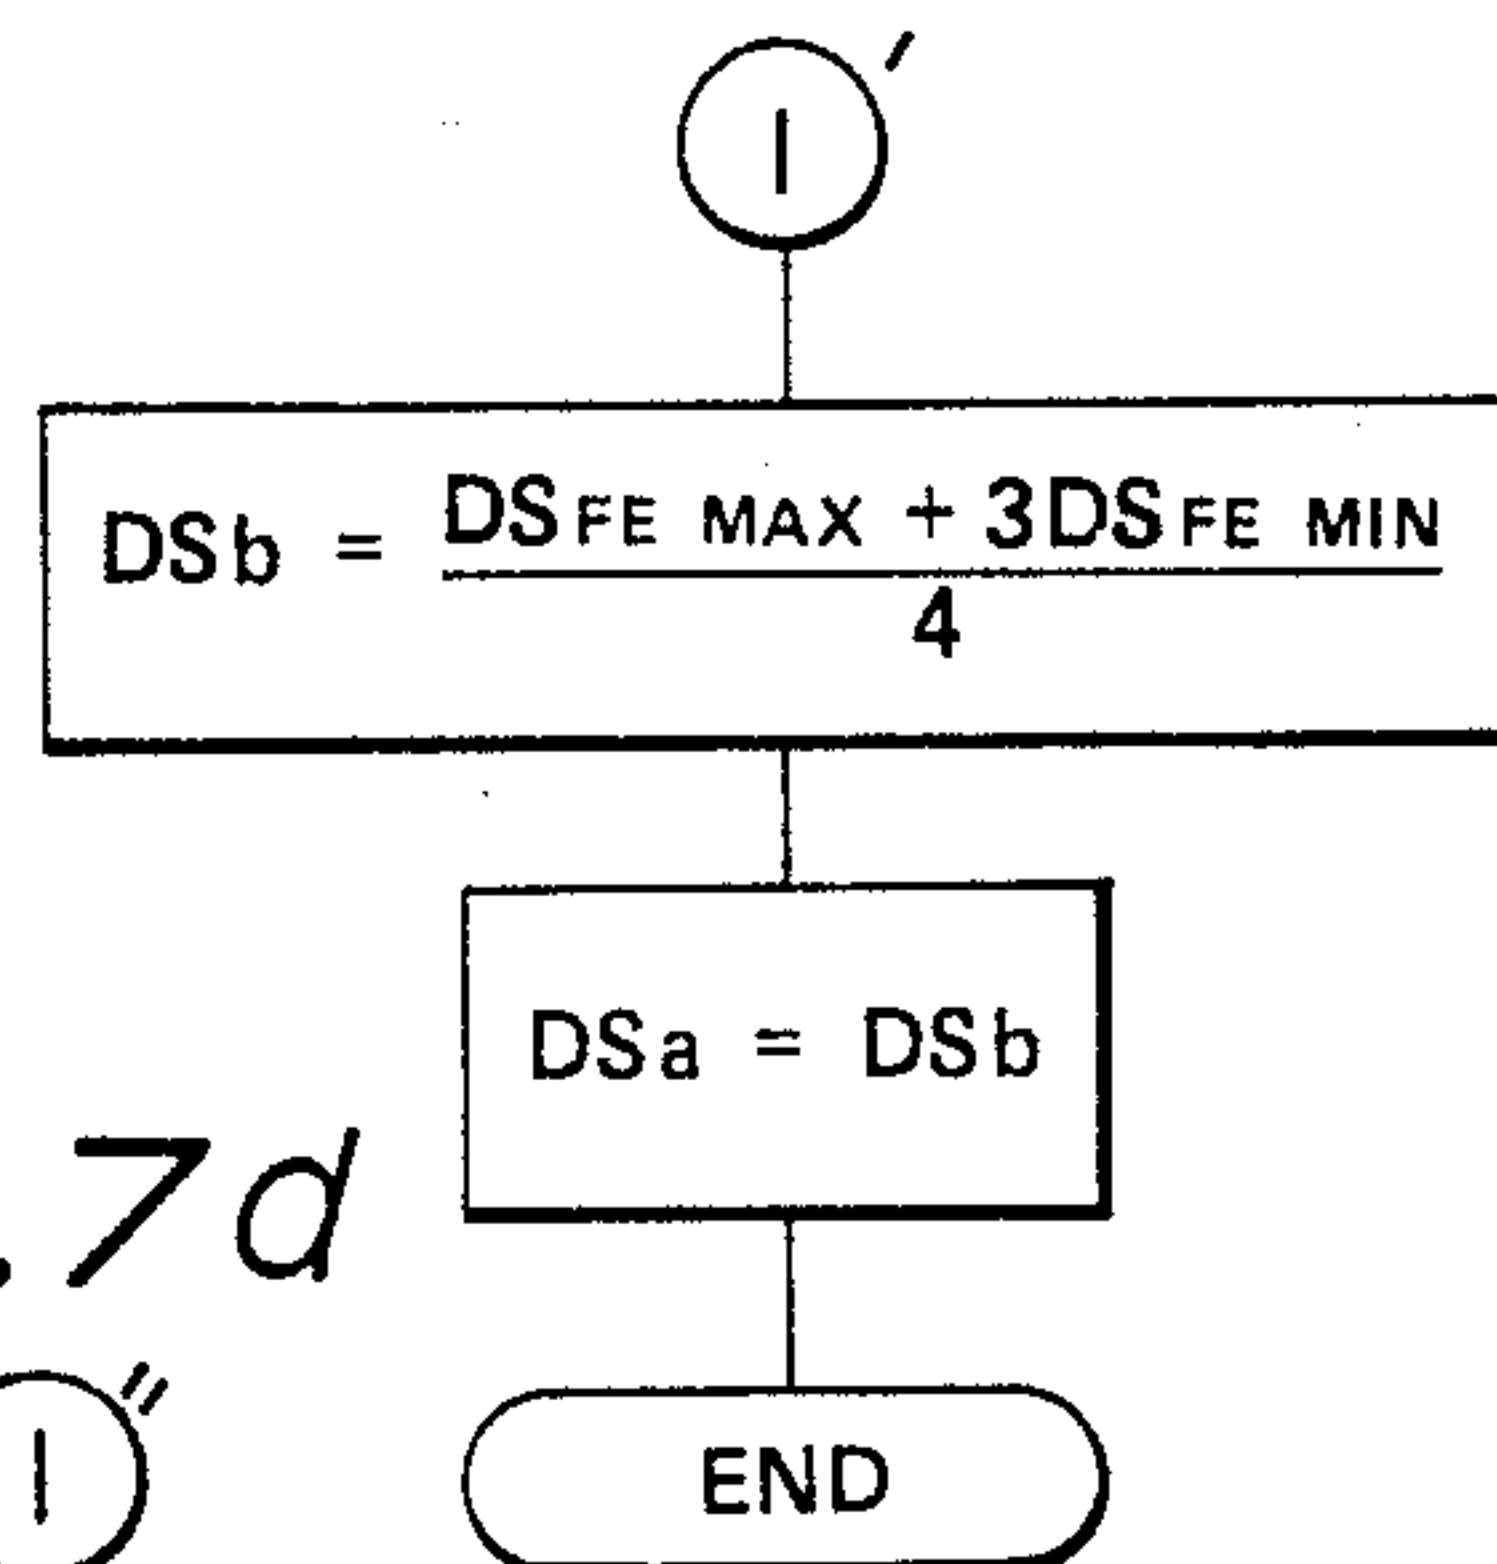 1′
DSb = DSFE MAX + 3DSFE MIN
4
DSa = DSb
.7d
1″
END